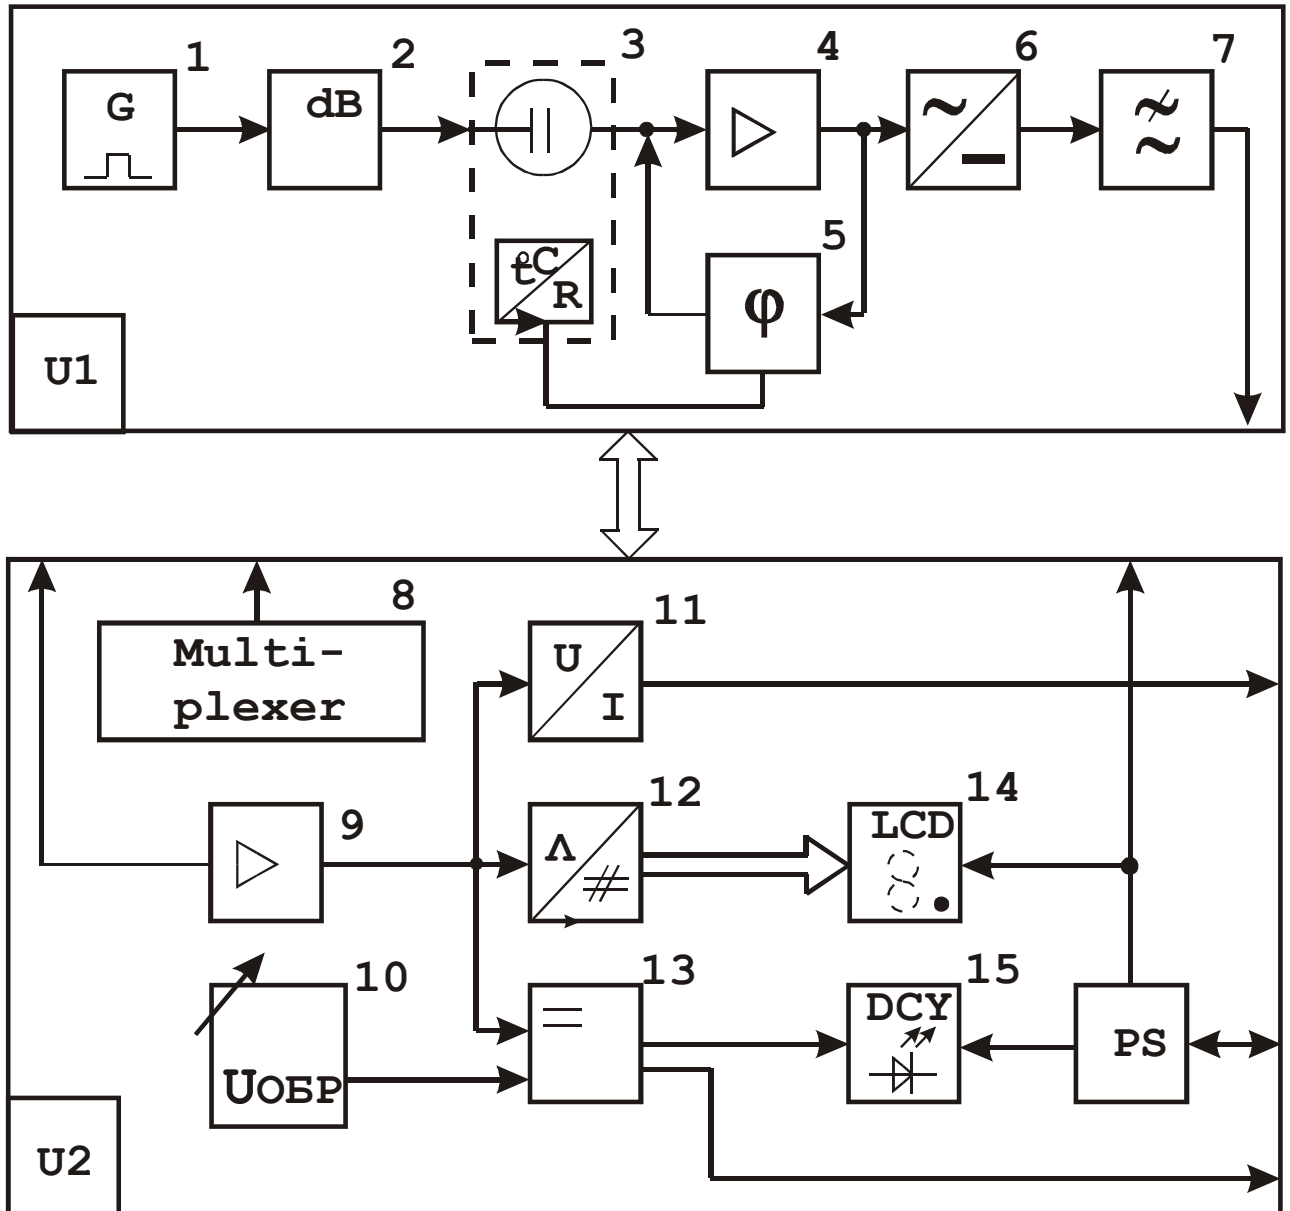 1
2
3
4
6
7
G
dB
t°C
R
5
φ
U1
8
11
Multi-
plexer
U
I
9
12
14
Λ
#
LCD
10
13
15
UОБР
=
DCY
PS
U2